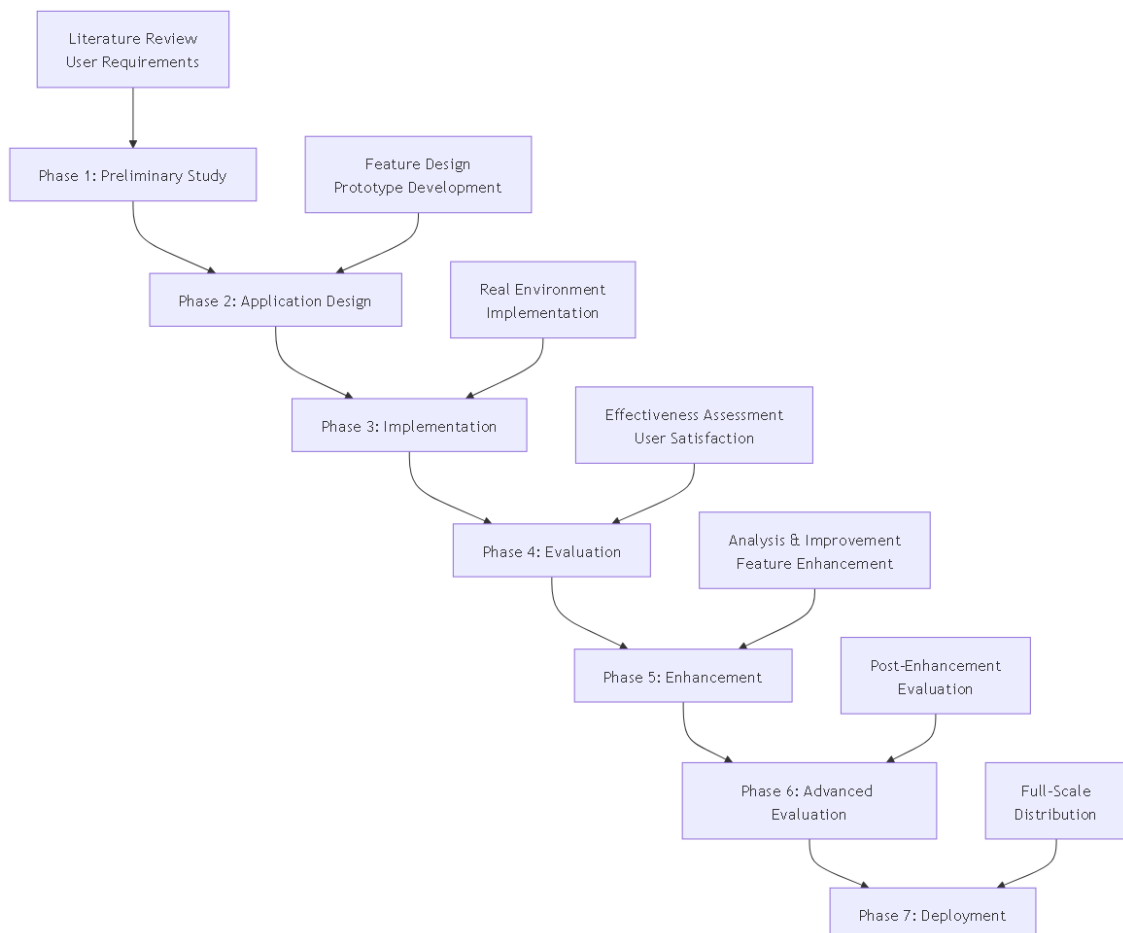 Literature Review
User Requirements
Phase 1: Preliminary Study
Feature Design
Prototype Development
Phase 2: Application Design
Real Environment
Implementation
Phase 3: Implementation
Effectiveness Assessment
User Satisfaction
Phase 4: Evaluation
Analysis & Improvement
Feature Enhancement
Phase 5: Enhancement
Post-Enhancement
Evaluation
Phase 6: Advanced
Evaluation
Full-Scale
Distribution
Phase 7: Deployment